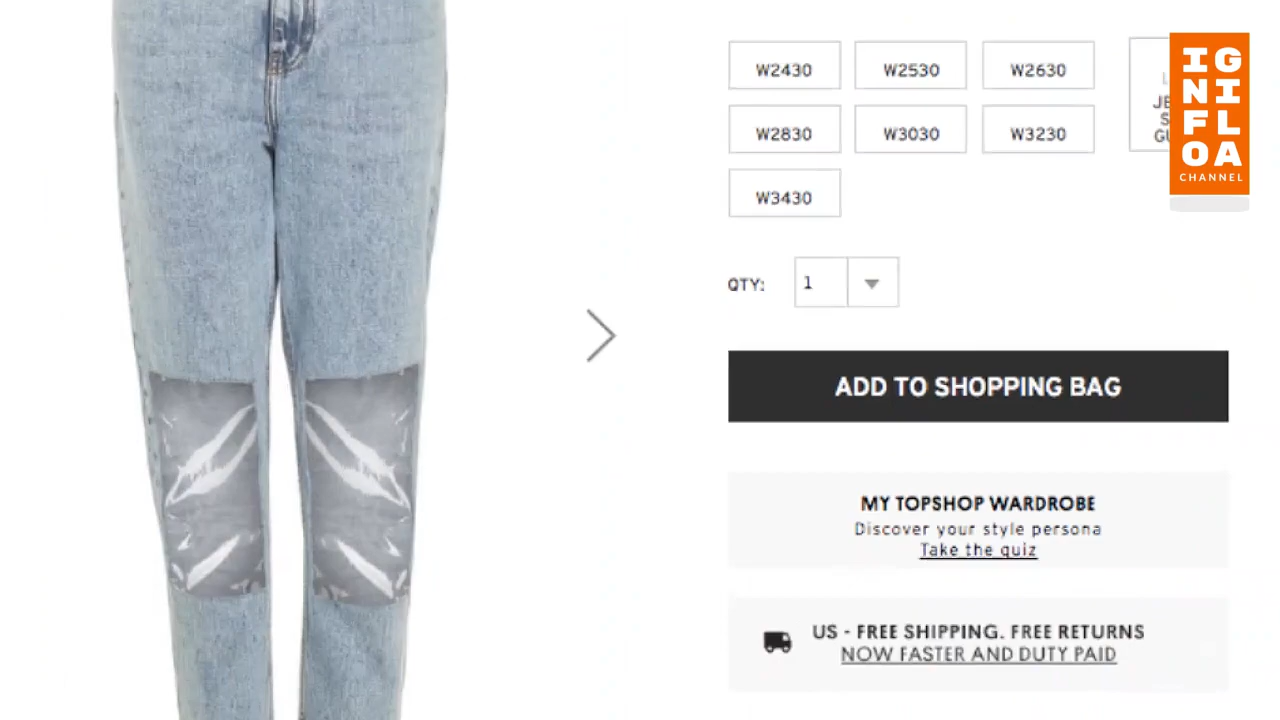 W2430 W2530 W2630
W2830 W3030 W3230
W3430
QTY: 1
ADD TO SHOPPING BAG
MY TOPSHOP WARDROBE
Discover your style persona
Take the quiz
US - FREE SHIPPING. FREE RETURNS
NOW FASTER AND DUTY PAID
IG
NI
FL
OA
CHANNEL